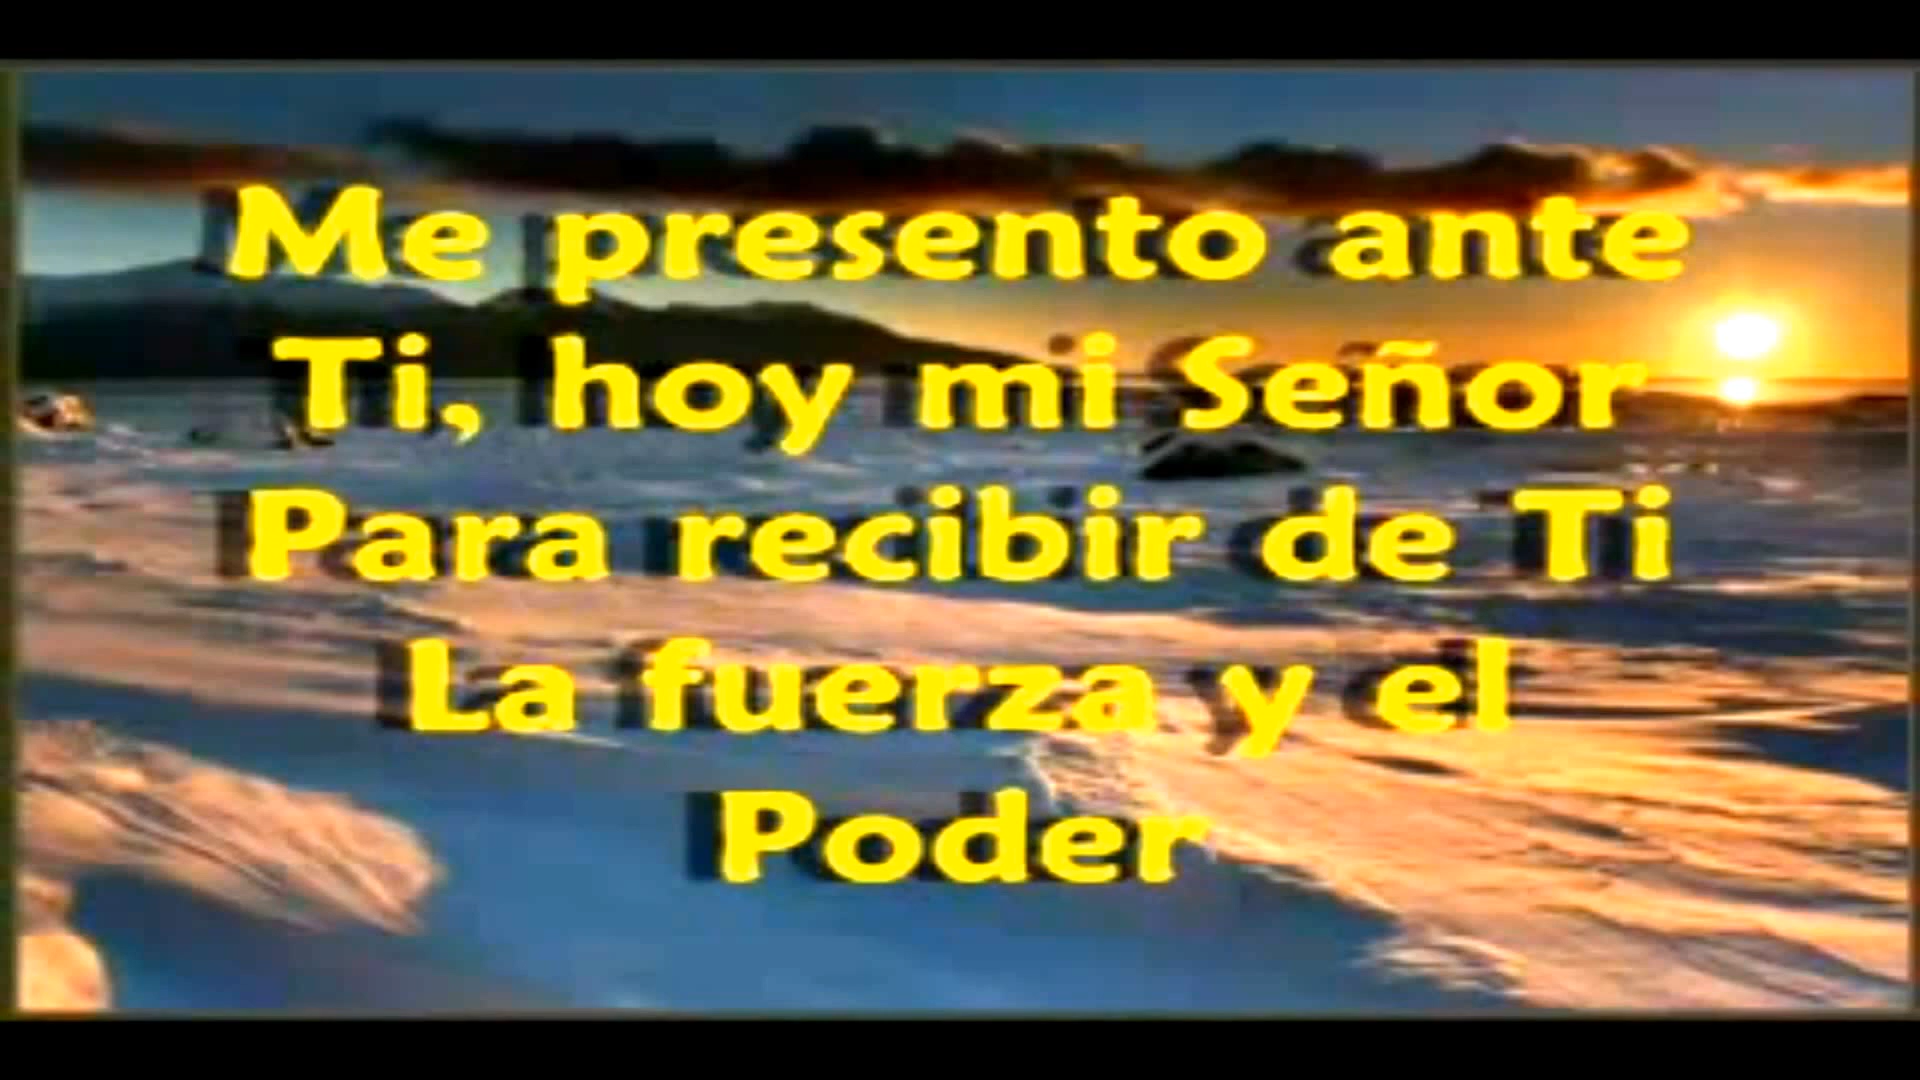 Me presento ante
Ti, hoy mi Señor
Para recibir de Ti
La fuerza y el
Poder